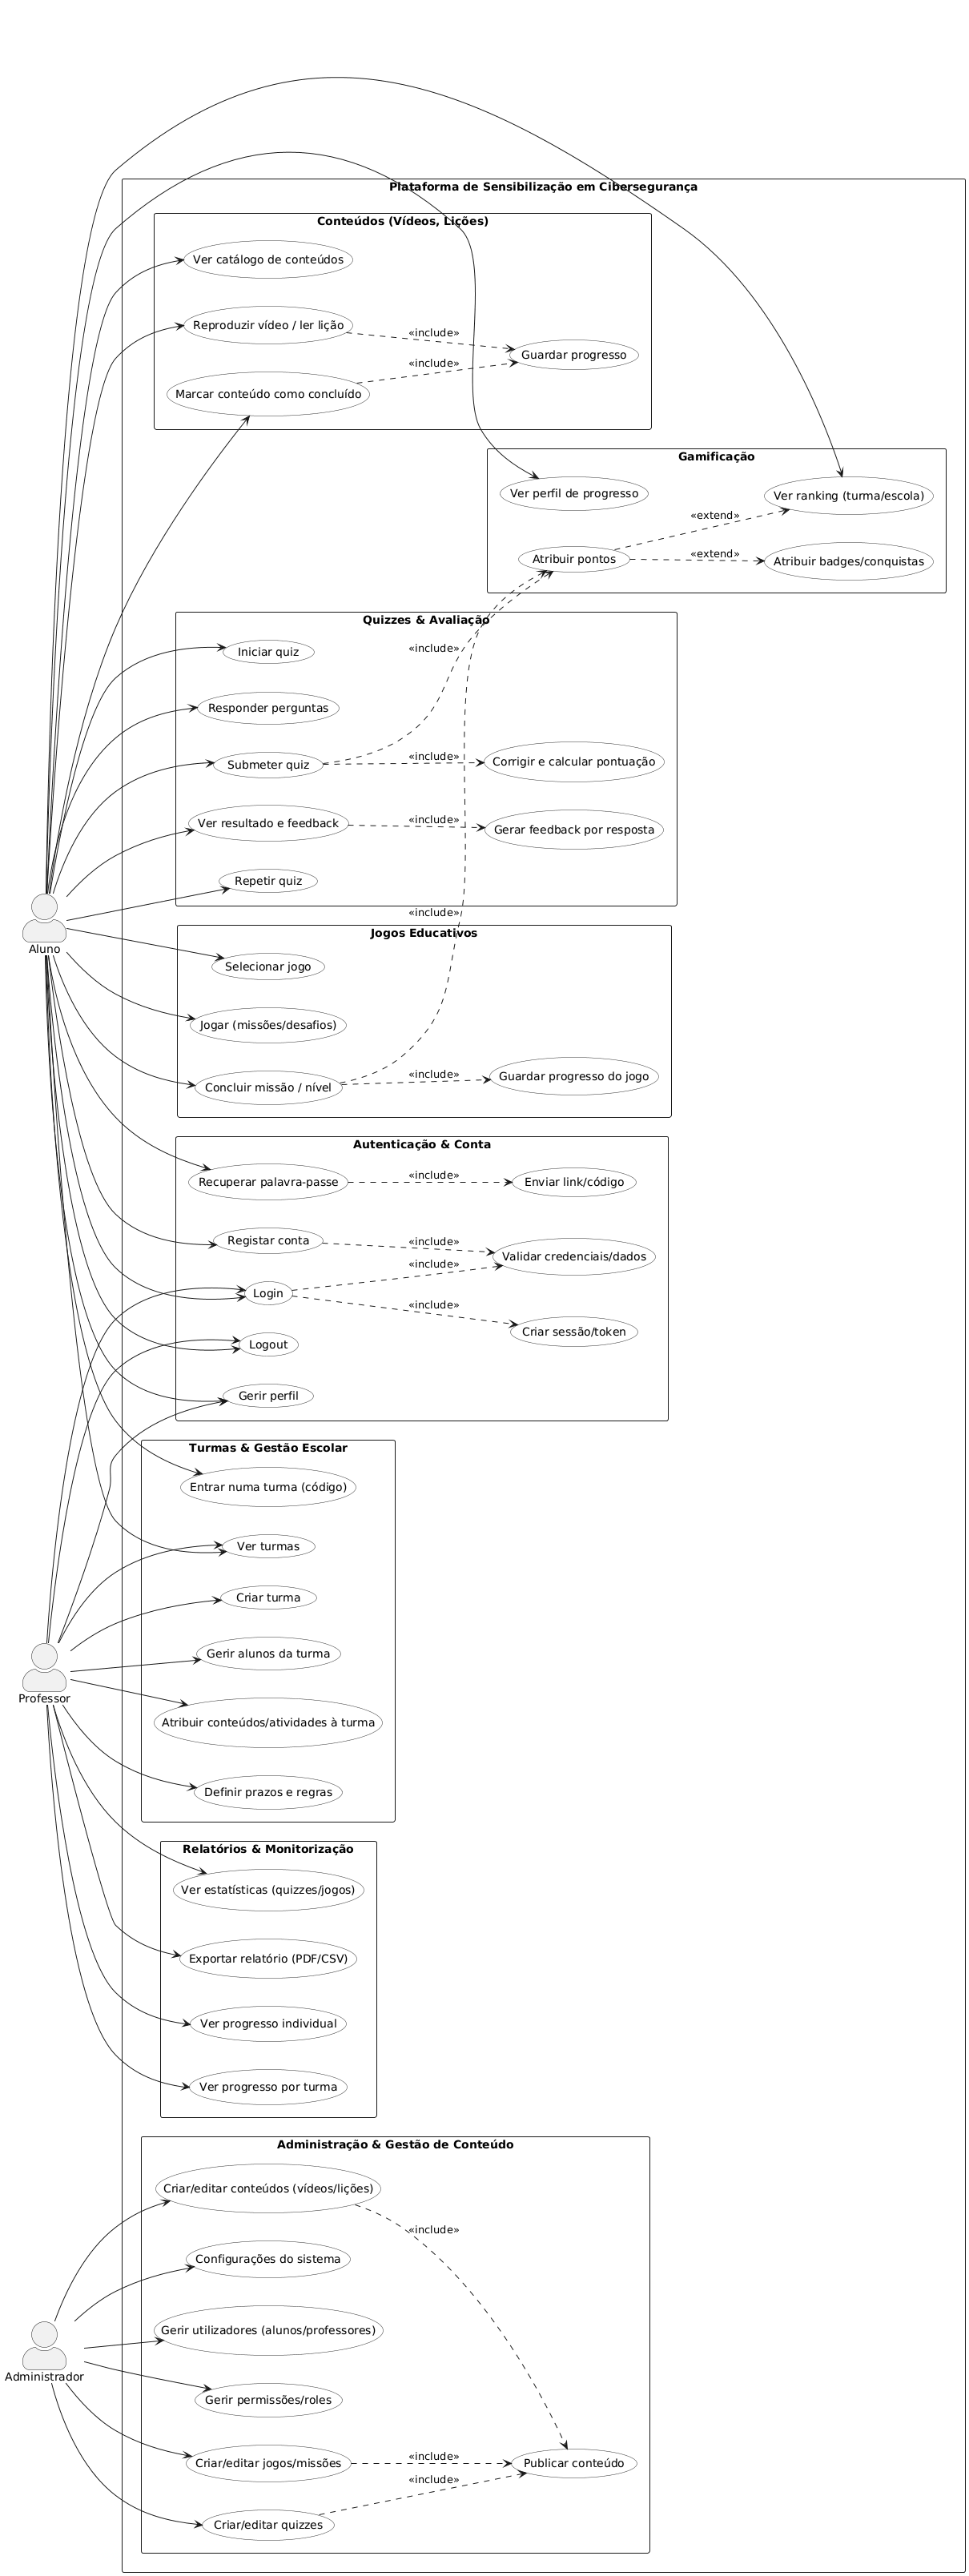 Plataforma de Sensibilização em Cibersegurança
Conteúdos (Vídeos, Lições)
Ver catálogo de conteúdos
Reproduzir vídeo / ler lição
«include»
Guardar progresso
«include»
Marcar conteúdo como concluído
Gamificação
Ver perfil de progresso
Ver ranking (turma/escola)
«extend»
Atribuir pontos
«extend»
Atribuir badges/conquistas
Quizzes & Avaliação
Iniciar quiz
«include»
Responder perguntas
Submeter quiz
«include»
Corrigir e calcular pontuação
Ver resultado e feedback
«include»
Gerar feedback por resposta
Repetir quiz
«include»
Aluno
Jogos Educativos
Selecionar jogo
Jogar (missões/desafios)
Concluir missão / nível
«include»
Guardar progresso do jogo
Autenticação & Conta
Recuperar palavra-passe
«include»
Enviar link/código
Registar conta
«include»
Validar credenciais/dados
«include»
Login
«include»
Criar sessão/token
Logout
Gerir perfil
Turmas & Gestão Escolar
Entrar numa turma (código)
Ver turmas
Criar turma
Gerir alunos da turma
Professor
Atribuir conteúdos/atividades à turma
Definir prazos e regras
Relatórios & Monitorização
Ver estatísticas (quizzes/jogos)
Exportar relatório (PDF/CSV)
Ver progresso individual
Ver progresso por turma
Administração & Gestão de Conteúdo
Criar/editar conteúdos (vídeos/lições)
«include»
Configurações do sistema
Gerir utilizadores (alunos/professores)
Administrador
Gerir permissões/roles
Criar/editar jogos/missões
«include»
Publicar conteúdo
«include»
Criar/editar quizzes